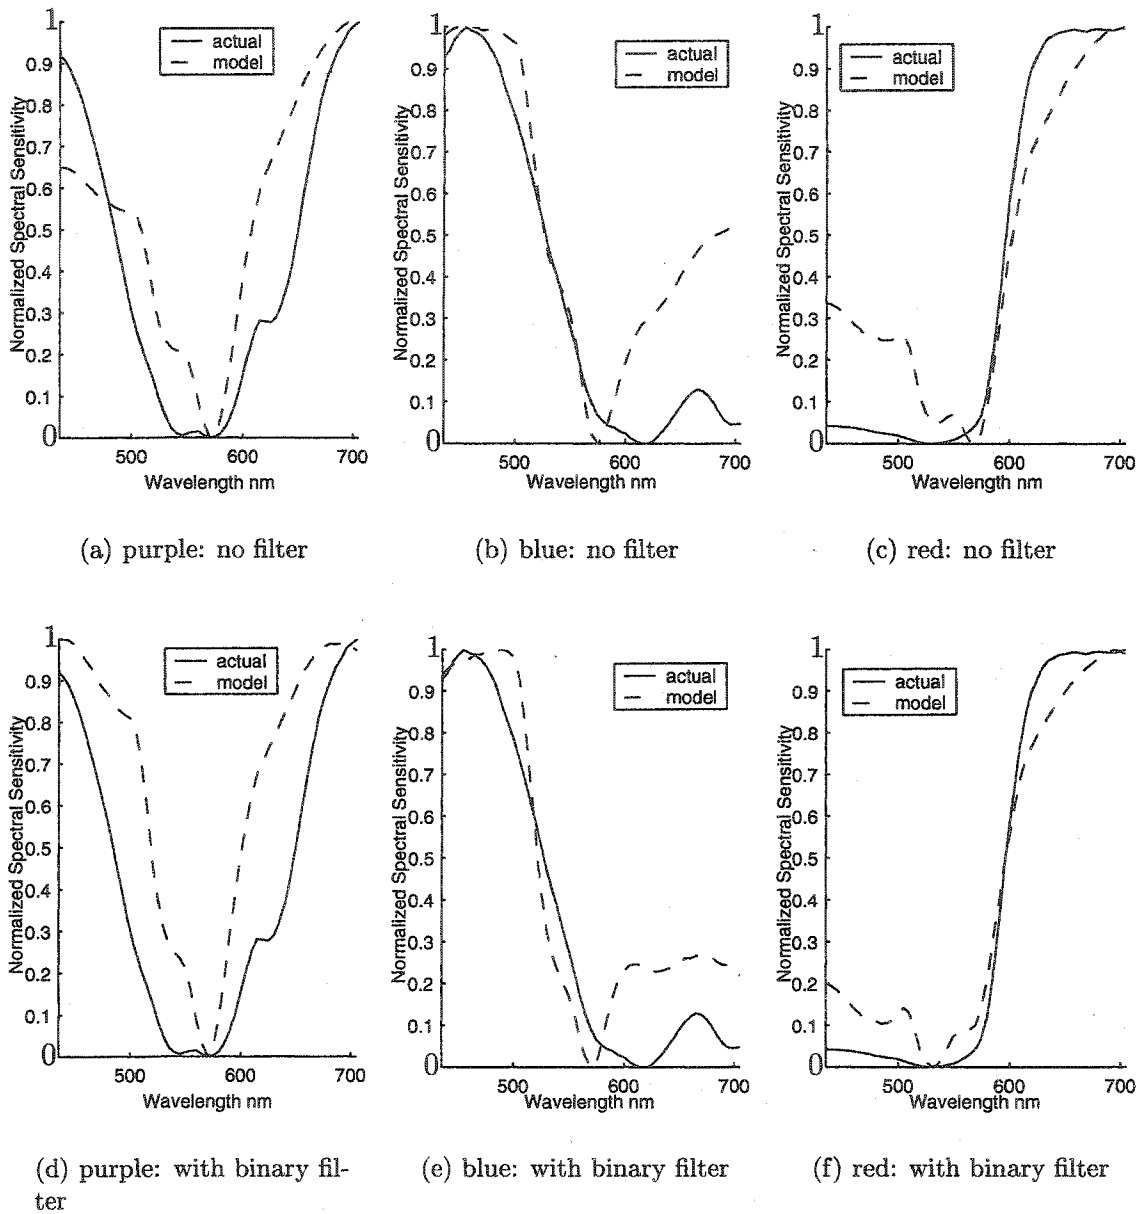 1
0.9
0.8
0.7
0.6
0.5
0.4
0.3
0.2
0.1
0
Normalized Spectral Sensitivity
actual
model
500 600 700
Wavelength nm
(a) purple: no filter
1
0.9
0.8
0.7
0.6
0.5
0.4
0.3
0.2
0.1
0
Normalized Spectral Sensitivity
actual
model
500 600 700
Wavelength nm
(b) blue: no filter
1
0.9
0.8
0.7
0.6
0.5
0.4
0.3
0.2
0.1
0
Normalized Spectral Sensitivity
actual
model
500 600 700
Wavelength nm
(c) red: no filter
1
0.9
0.8
0.7
0.6
0.5
0.4
0.3
0.2
0.1
0
Normalized Spectral Sensitivity
actual
model
500 600 700
Wavelength nm
(d) purple: with binary fil-
ter
1
0.9
0.8
0.7
0.6
0.5
0.4
0.3
0.2
0.1
0
Normalized Spectral Sensitivity
actual
model
500 600 700
Wavelength nm
(e) blue: with binary filter
1
0.9
0.8
0.7
0.6
0.5
0.4
0.3
0.2
0.1
0
Normalized Spectral Sensitivity
actual
model
500 600 700
Wavelength nm
(f) red: with binary filter